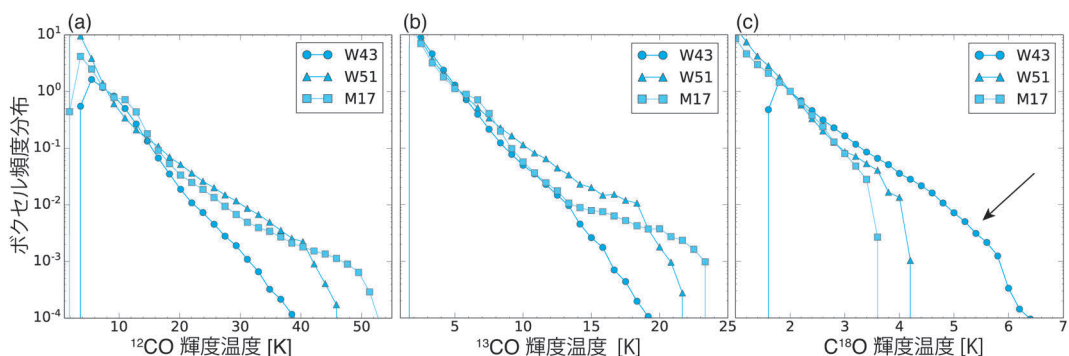 (a)
(b)
(c)
ボクセル頻度分布
10^1
10^0
10^-1
10^-2
10^-3
10^-4
W43
W51
M17
W43
W51
M17
W43
W51
M17
10 20 30 40 50
5 10 15 20 25
2 3 4 5 6 7
¹²CO 輝度温度 [K]
¹³CO 輝度温度 [K]
C¹⁸O 輝度温度 [K]